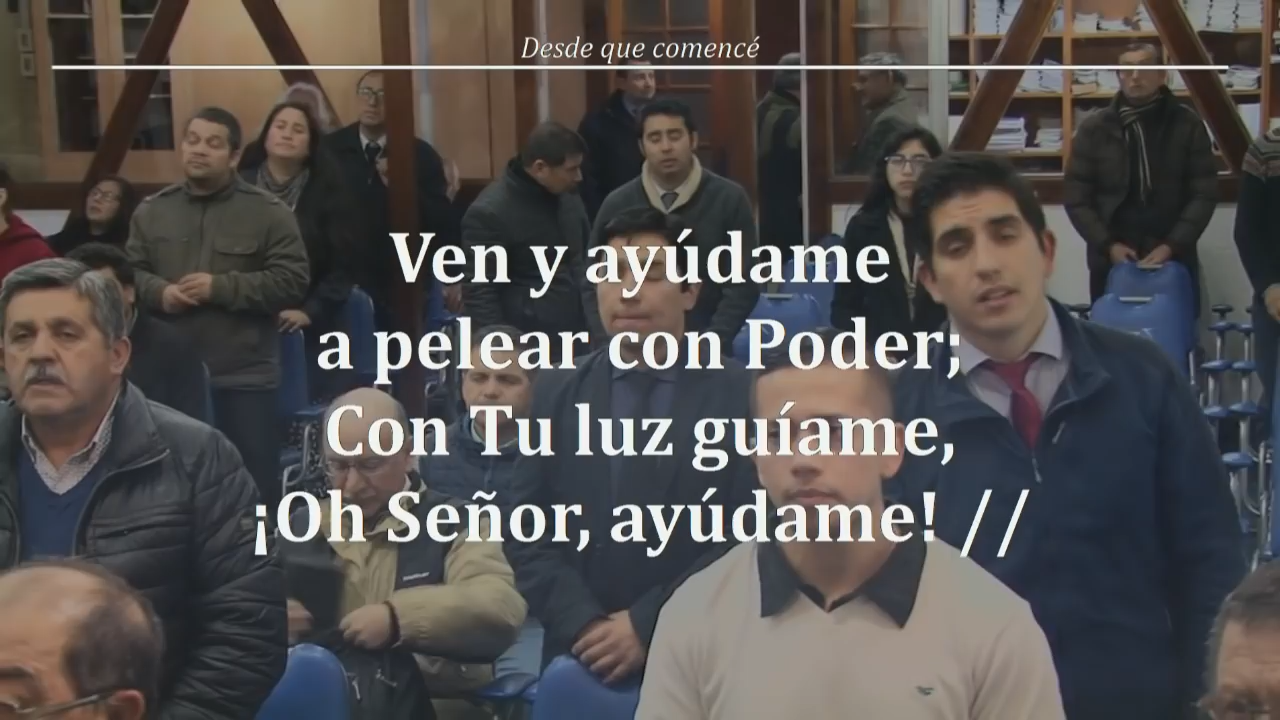 Desde que comencé
Ven y ayúdame
a pelear con Poder;
Con Tu luz guíame,
¡Oh Señor, ayúdame! //